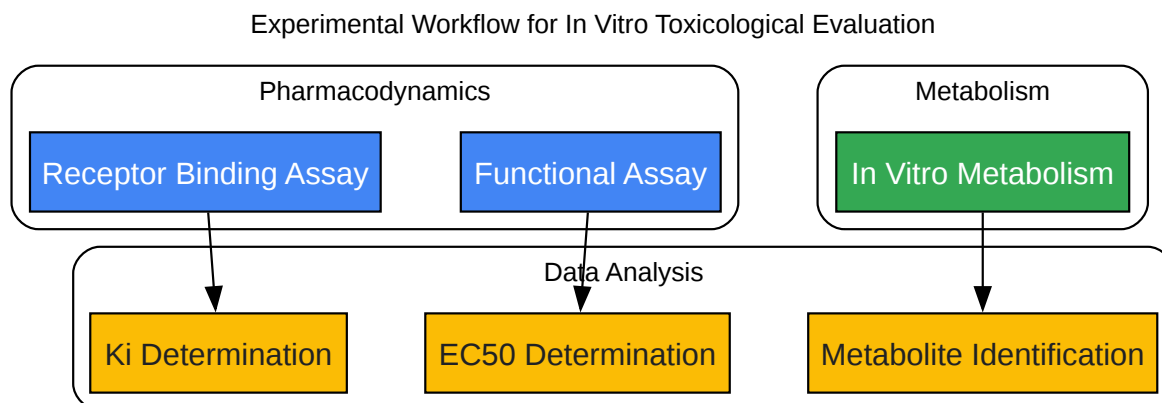 Experimental Workflow for In Vitro Toxicological Evaluation
Pharmacodynamics
Metabolism
Receptor Binding Assay
Functional Assay
In Vitro Metabolism
Data Analysis
Ki Determination
EC50 Determination
Metabolite Identification